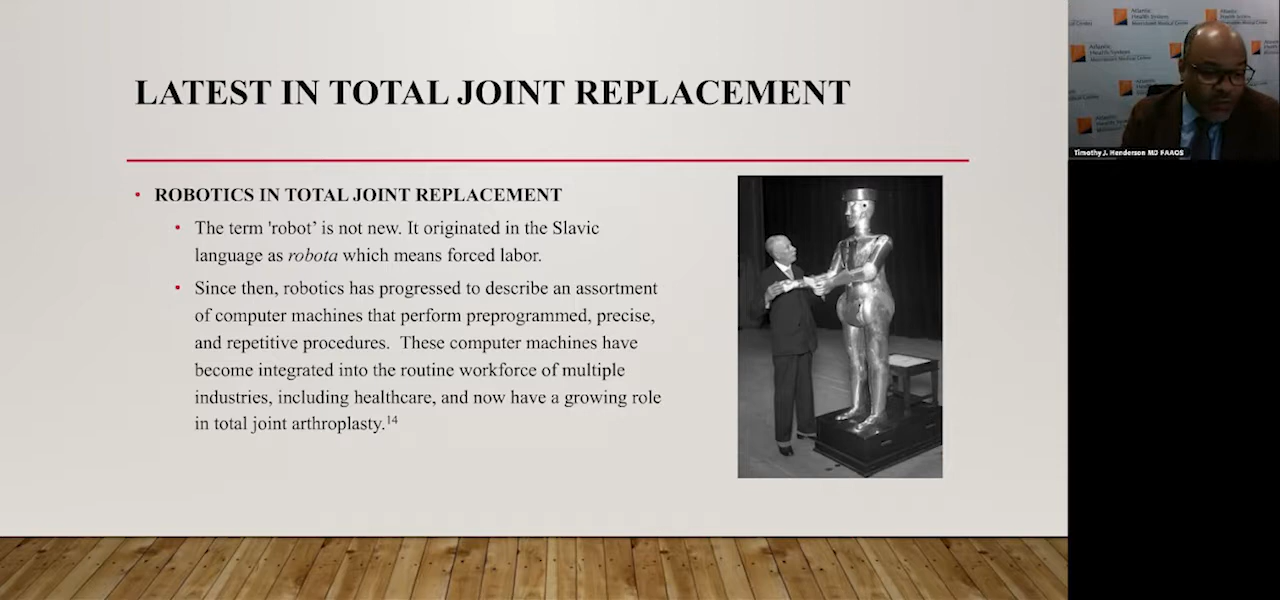 LATEST IN TOTAL JOINT REPLACEMENT
• ROBOTICS IN TOTAL JOINT REPLACEMENT
• The term 'robot’ is not new. It originated in the Slavic
language as robota which means forced labor.
• Since then, robotics has progressed to describe an assortment
of computer machines that perform preprogrammed, precise,
and repetitive procedures.  These computer machines have
become integrated into the routine workforce of multiple
industries, including healthcare, and now have a growing role
in total joint arthroplasty.¹⁴
Atlantic
Health System
Atlantic
Health System
Timothy J. Henderson MD FAAOS